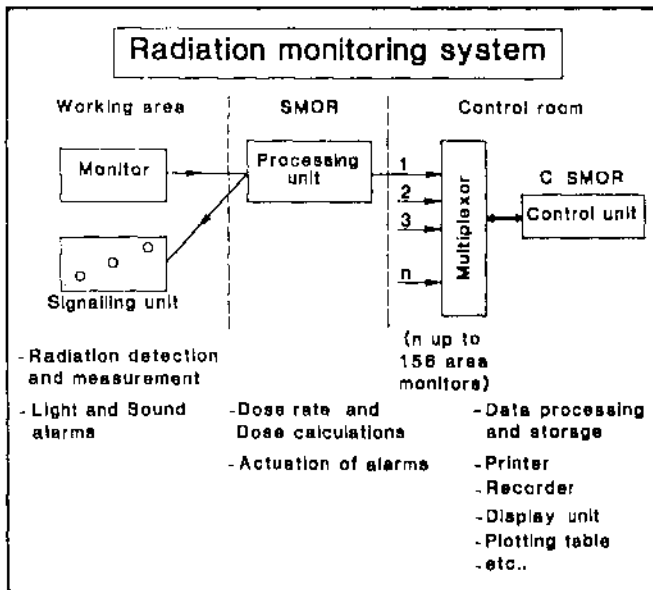 Radiation monitoring system
Working area
SMOR
Control room
Monitor
Processing
unit
1
2
3
n
Multiplexor
C SMOR
Control unit
Signalling unit
(n up to
156 area
monitors)
-Radiation detection
and measurement
-Light and Sound
alarms
-Dose rate and
Dose calculations
-Actuation of alarms
-Data processing
and storage
-Printer
-Recorder
-Display unit
-Plotting table
-etc..